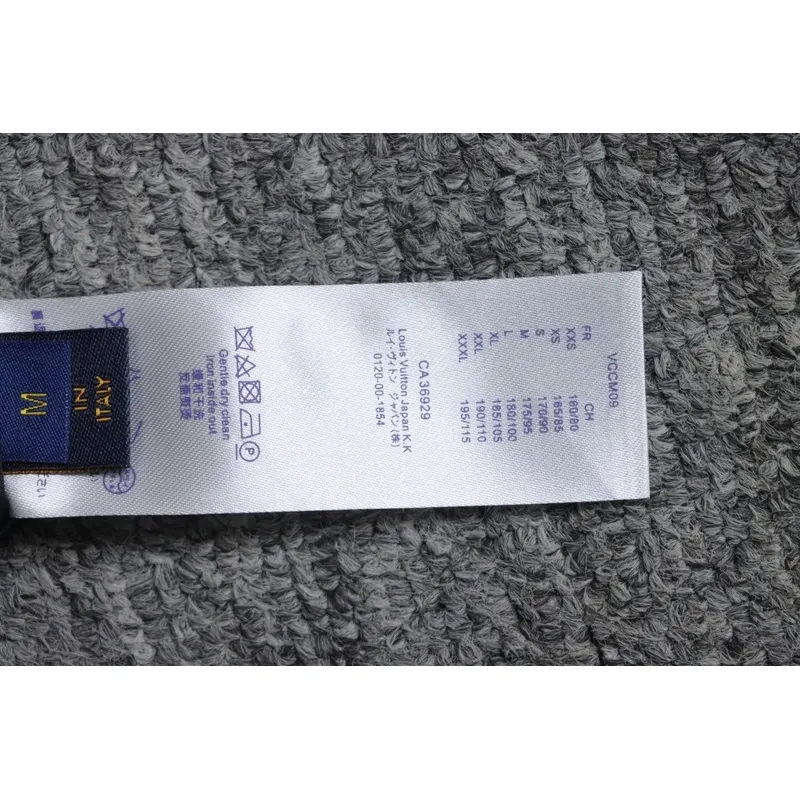 VCCM09
FR CH
XXS 160/80
XS 165/85
S 170/90
M 175/95
L 180/100
XL 185/105
XXL 190/110
XXXL 195/115
CA36929
Louis Vuitton Japan K.K
ルイ・ヴィトン ジャパン(株)
0120-00-1854
Gentle dry clean
Iron inside out
M
IN
ITALY
さい